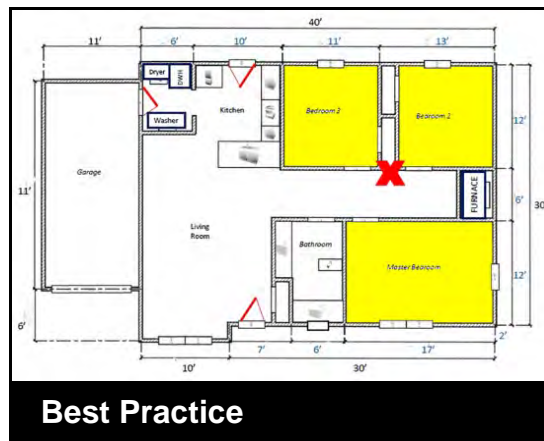 40'
11' 6' 10' 11' 13'
Dryer
DWH
Washer
Kitchen
Bedroom 3
Bedroom 2
12'
Garage
11'
FURNACE
6'
30'
Living
Room
Bathroom
Master Bedroom
12'
6'
2'
7' 6' 17'
10' 30'
Best Practice